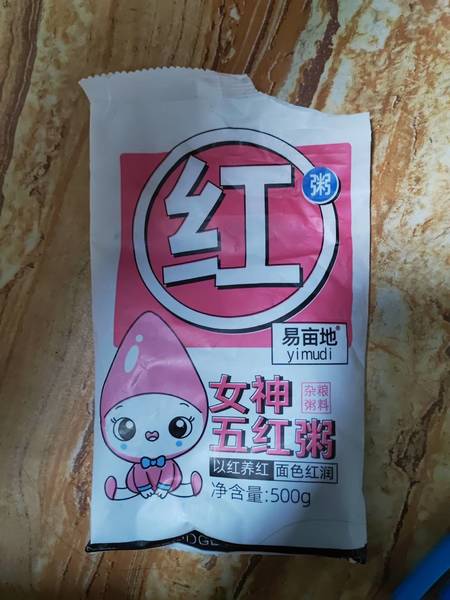 红
粥
易亩地®
yimudi
女神
杂粮
粥料
五红粥
以红养红 面色红润
净含量:500g